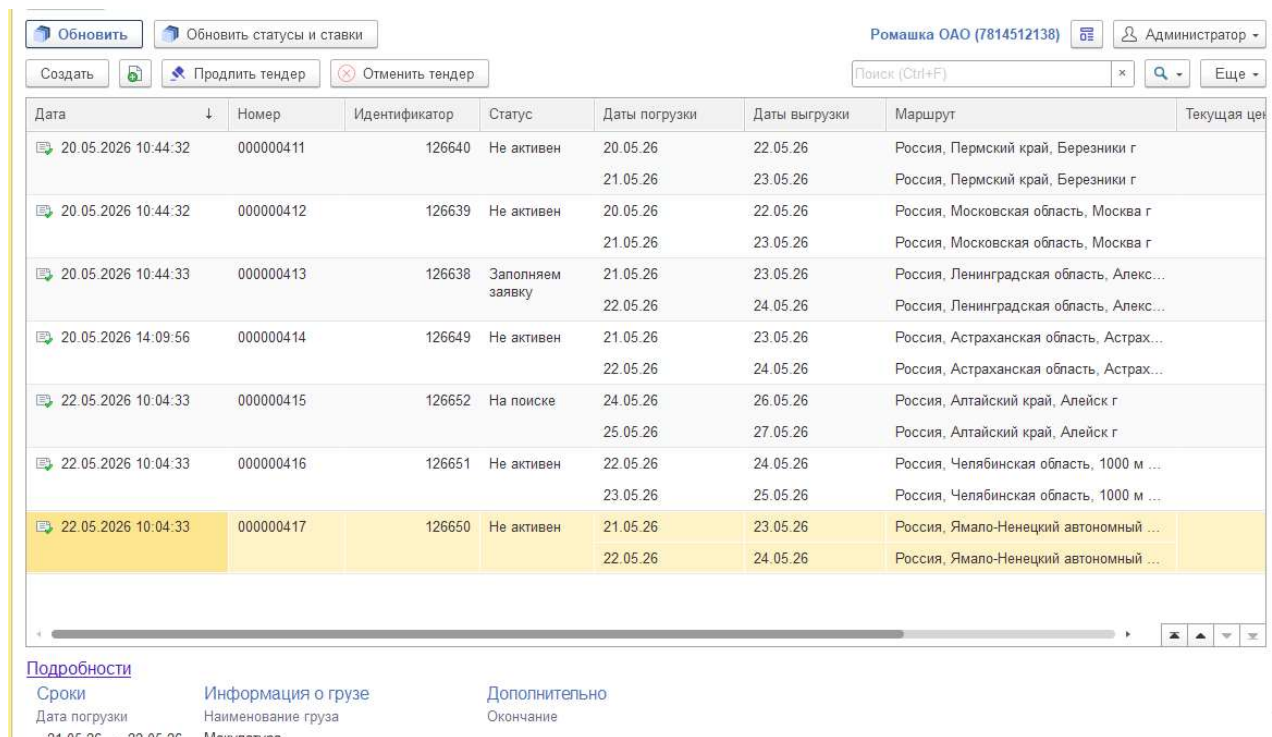 Обновить Обновить статусы и ставки Ромашка ОАО (7814512138) Администратор
Создать Продлить тендер Отменить тендер Поиск (Ctrl+F) × Еще
Дата ↓ Номер Идентификатор Статус Даты погрузки Даты выгрузки Маршрут Текущая цен
20.05.2026 10:44:32 000000411 126640 Не активен 20.05.26 22.05.26 Россия, Пермский край, Березники г
21.05.26 23.05.26 Россия, Пермский край, Березники г
20.05.2026 10:44:32 000000412 126639 Не активен 20.05.26 22.05.26 Россия, Московская область, Москва г
21.05.26 23.05.26 Россия, Московская область, Москва г
20.05.2026 10:44:33 000000413 126638 Заполняем 21.05.26 23.05.26 Россия, Ленинградская область, Алекс...
заявку
22.05.26 24.05.26 Россия, Ленинградская область, Алекс...
20.05.2026 14:09:56 000000414 126649 Не активен 21.05.26 23.05.26 Россия, Астраханская область, Астрах...
22.05.26 24.05.26 Россия, Астраханская область, Астрах...
22.05.2026 10:04:33 000000415 126652 На поиске 24.05.26 26.05.26 Россия, Алтайский край, Алейск г
25.05.26 27.05.26 Россия, Алтайский край, Алейск г
22.05.2026 10:04:33 000000416 126651 Не активен 22.05.26 24.05.26 Россия, Челябинская область, 1000 м ...
23.05.26 25.05.26 Россия, Челябинская область, 1000 м ...
22.05.2026 10:04:33 000000417 126650 Не активен 21.05.26 23.05.26 Россия, Ямало-Ненецкий автономный ...
22.05.26 24.05.26 Россия, Ямало-Ненецкий автономный ...
Подробности
Сроки Информация о грузе Дополнительно
Дата погрузки Наименование груза Окончание